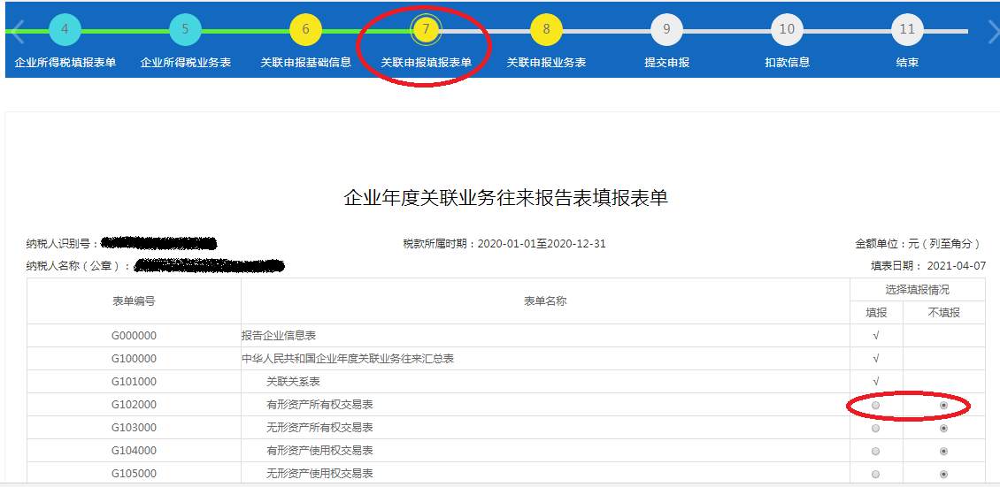 4 5 6 7 8 9 10 11
企业所得税填报表单 企业所得税业务表 关联申报基础信息 关联申报填报表单 关联申报业务表 提交申报 扣款信息 结束
企业年度关联业务往来报告表填报表单
纳税人识别号： 税款所属时期：2020-01-01至2020-12-31 金额单位：元（列至角分）
纳税人名称（公章）： 填表日期： 2021-04-07
表单编号 表单名称 选择填报情况
填报 不填报
G000000 报告企业信息表 √
G100000 中华人民共和国企业年度关联业务往来汇总表 √
G101000 关联关系表 √
G102000 有形资产所有权交易表
G103000 无形资产所有权交易表
G104000 有形资产使用权交易表
G105000 无形资产使用权交易表